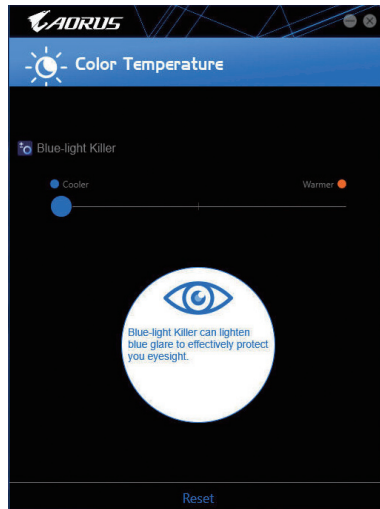 AORUS
Color Temperature
Blue-light Killer
Cooler Warmer
Blue-light Killer can lighten
blue glare to effectively protect
you eyesight.
Reset